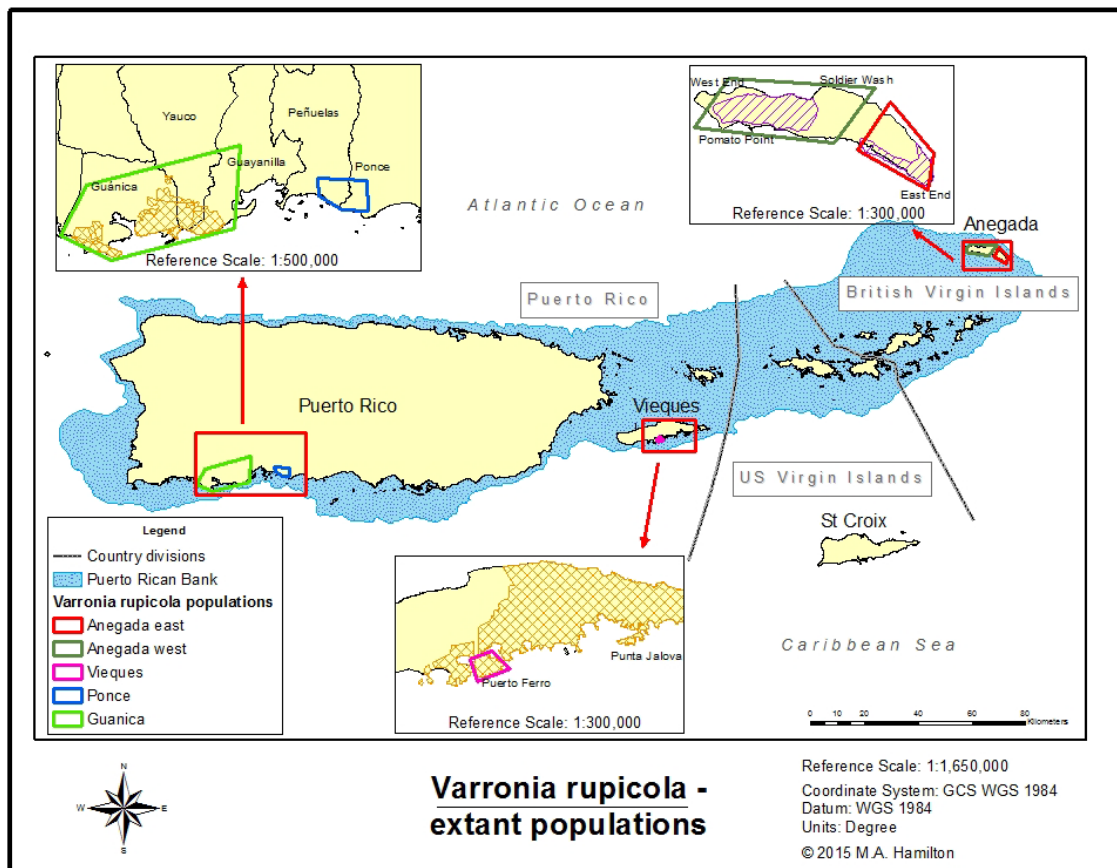 Yauco
Peñuelas
Guayanilla
Ponce
Guánica
Reference Scale: 1:500,000
West End
Soldier Wash
Pomato Point
East End
Reference Scale: 1:300,000
Atlantic Ocean
Anegada
Puerto Rico
British Virgin Islands
Puerto Rico
Vieques
US Virgin Islands
St Croix
Legend
Country divisions
Puerto Rican Bank
Varronia rupicola populations
Anegada east
Anegada west
Vieques
Ponce
Guanica
Punta Jalova
Puerto Ferro
Reference Scale: 1:300,000
Caribbean Sea
0 10 20 40 60 80
Kilometers
N
W E
S
Varronia rupicola -
extant populations
Reference Scale: 1:1,650,000
Coordinate System: GCS WGS 1984
Datum: WGS 1984
Units: Degree
© 2015 M.A. Hamilton